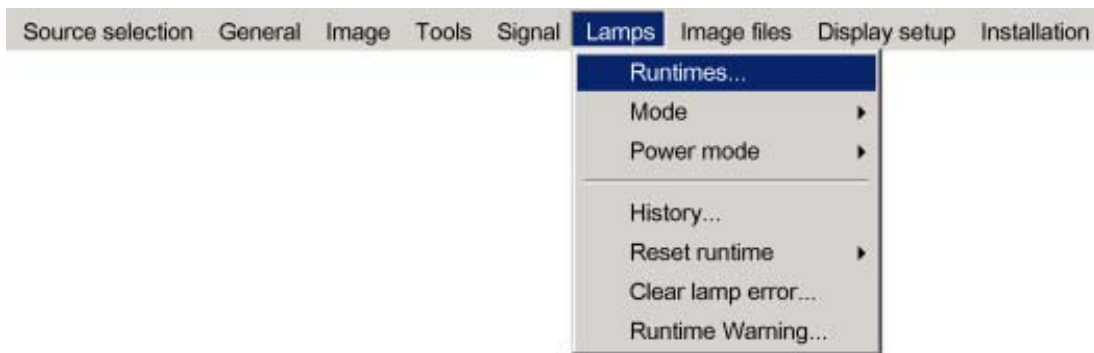 Source selection General Image Tools Signal Lamps Image files Display setup Installation
Runtimes...
Mode
Power mode
History...
Reset runtime
Clear lamp error...
Runtime Warning...